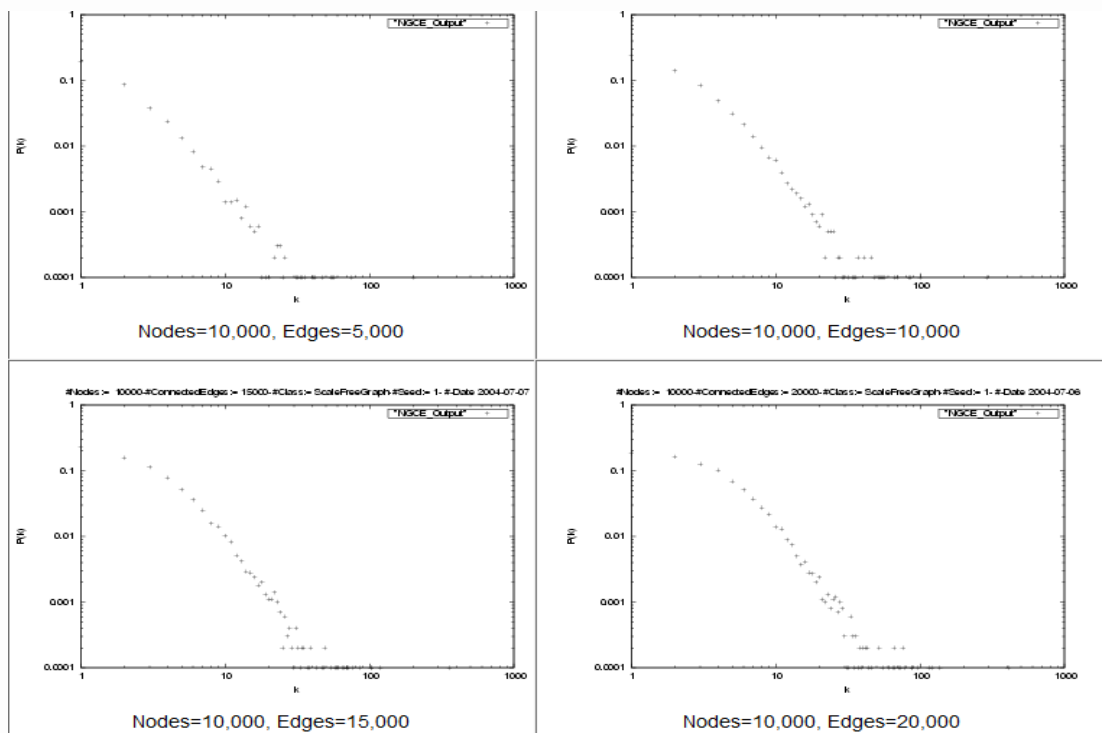 1
"NGCE_Output"
0.1
P(k)
0.01
0.001
0.0001
1
10
100
1000
k
Nodes=10,000, Edges=5,000
1
"NGCE_Output"
0.1
P(k)
0.01
0.001
0.0001
1
10
100
1000
k
Nodes=10,000, Edges=10,000
#Nodes:= 10000-#ConnectedEdges:= 15000-#Class:= ScaleFreeGraph-#Seed:= 1-#-Date 2004-07-07
1
"NGCE_Output"
0.1
P(k)
0.01
0.001
0.0001
1
10
100
1000
k
Nodes=10,000, Edges=15,000
#Nodes:= 10000-#ConnectedEdges:= 20000-#Class:= ScaleFreeGraph-#Seed:= 1-#-Date 2004-07-06
1
"NGCE_Output"
0.1
P(k)
0.01
0.001
0.0001
1
10
100
1000
k
Nodes=10,000, Edges=20,000